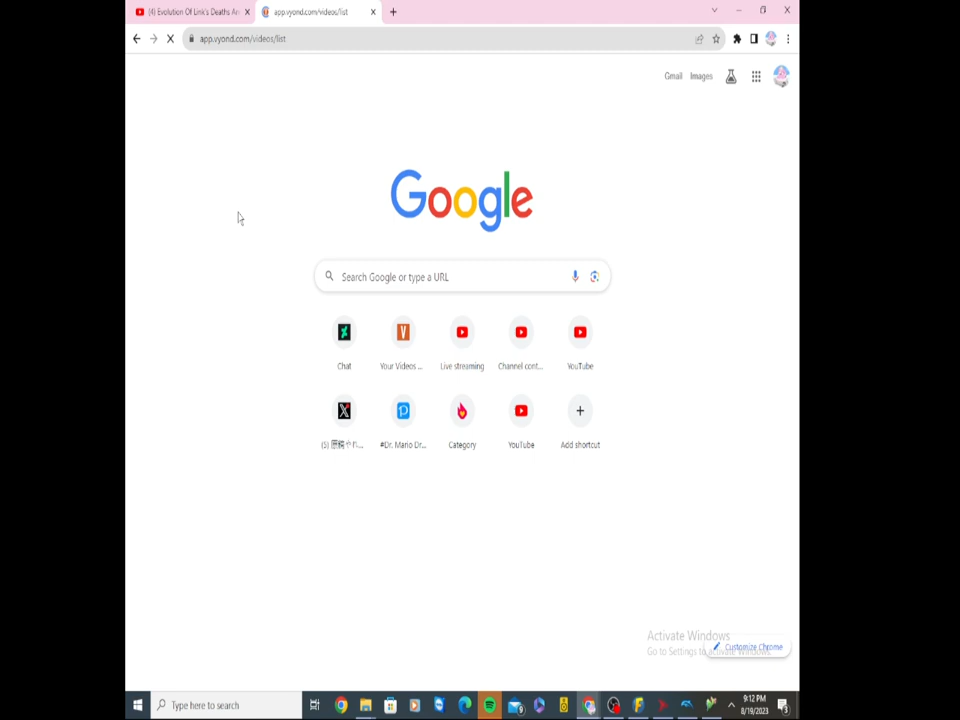 (4) Evolution Of Link's Deaths An
app.vyond.com/videos/list
app.vyond.com/videos/list
Gmail Images
Google
Search Google or type a URL
Chat
Your Videos ...
Live streaming
Channel cont...
YouTube
#Dr. Mario Dr...
Category
YouTube
Add shortcut
Activate Windows
Go to Settings to activate Windows.
Customize Chrome
Type here to search
9
9:12 PM
8/19/2023
3